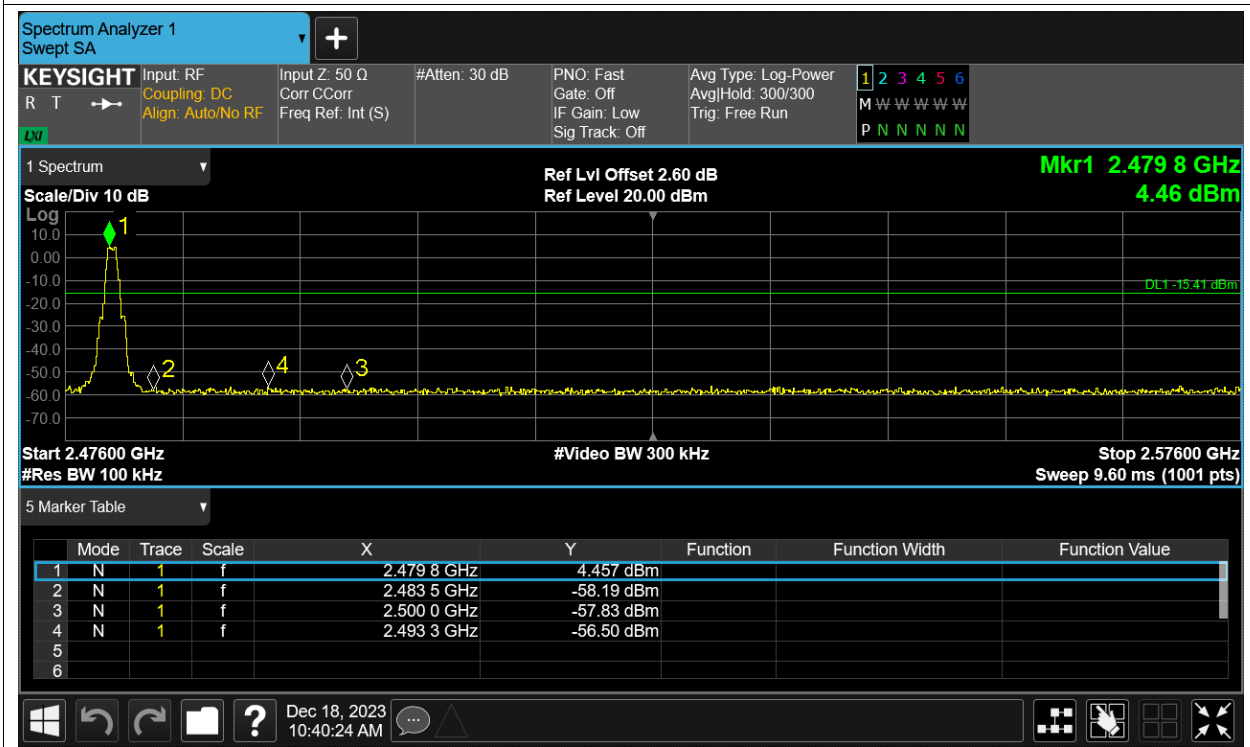 Spectrum Analyzer 1
Swept SA
KEYSIGHT Input: RF Input Z: 50 Ω #Atten: 30 dB PNO: Fast Avg Type: Log-Power 1 2 3 4 5 6
R T Coupling: DC Corr CCorr Gate: Off Avg|Hold: 300/300 M W W W W W
Align: Auto/No RF Freq Ref: Int (S) IF Gain: Low Trig: Free Run
LXI Sig Track: Off P N N N N N
1 Spectrum Ref Lvl Offset 2.60 dB Mkr1 2.479 8 GHz
Scale/Div 10 dB Ref Level 20.00 dBm 4.46 dBm
Log
1
10.0
0.00
-10.0
DL1 -15.41 dBm
-20.0
-30.0
-40.0
2 4 3
-50.0
-60.0
-70.0
Start 2.47600 GHz #Video BW 300 kHz Stop 2.57600 GHz
#Res BW 100 kHz Sweep 9.60 ms (1001 pts)
5 Marker Table
Mode Trace Scale X Y Function Function Width Function Value
1 N 1 f 2.479 8 GHz 4.457 dBm
2 N 1 f 2.483 5 GHz -58.19 dBm
3 N 1 f 2.500 0 GHz -57.83 dBm
4 N 1 f 2.493 3 GHz -56.50 dBm
5
6
? Dec 18, 2023
10:40:24 AM